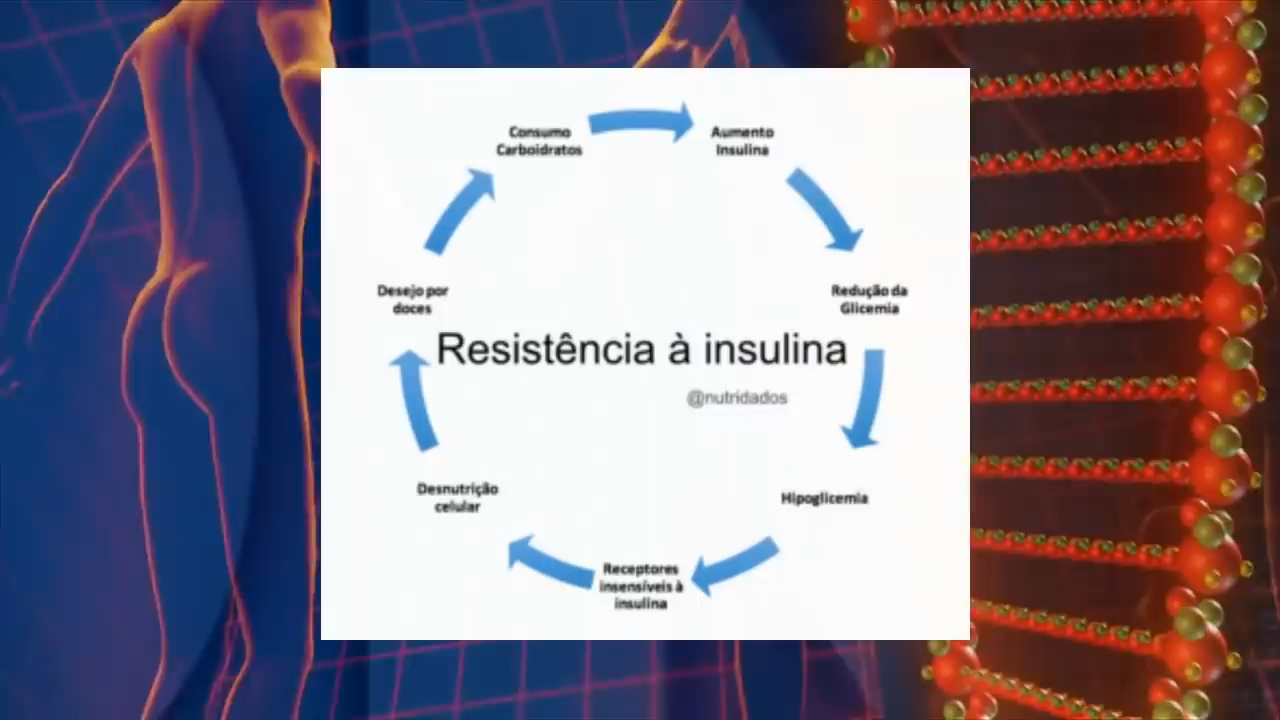 Consumo
Carboidratos
Aumento
Insulina
Redução da
Glicemia
Hipoglicemia
Receptores
insensíveis à
insulina
Desnutrição
celular
Desejo por
doces
Resistência à insulina
@nutridados